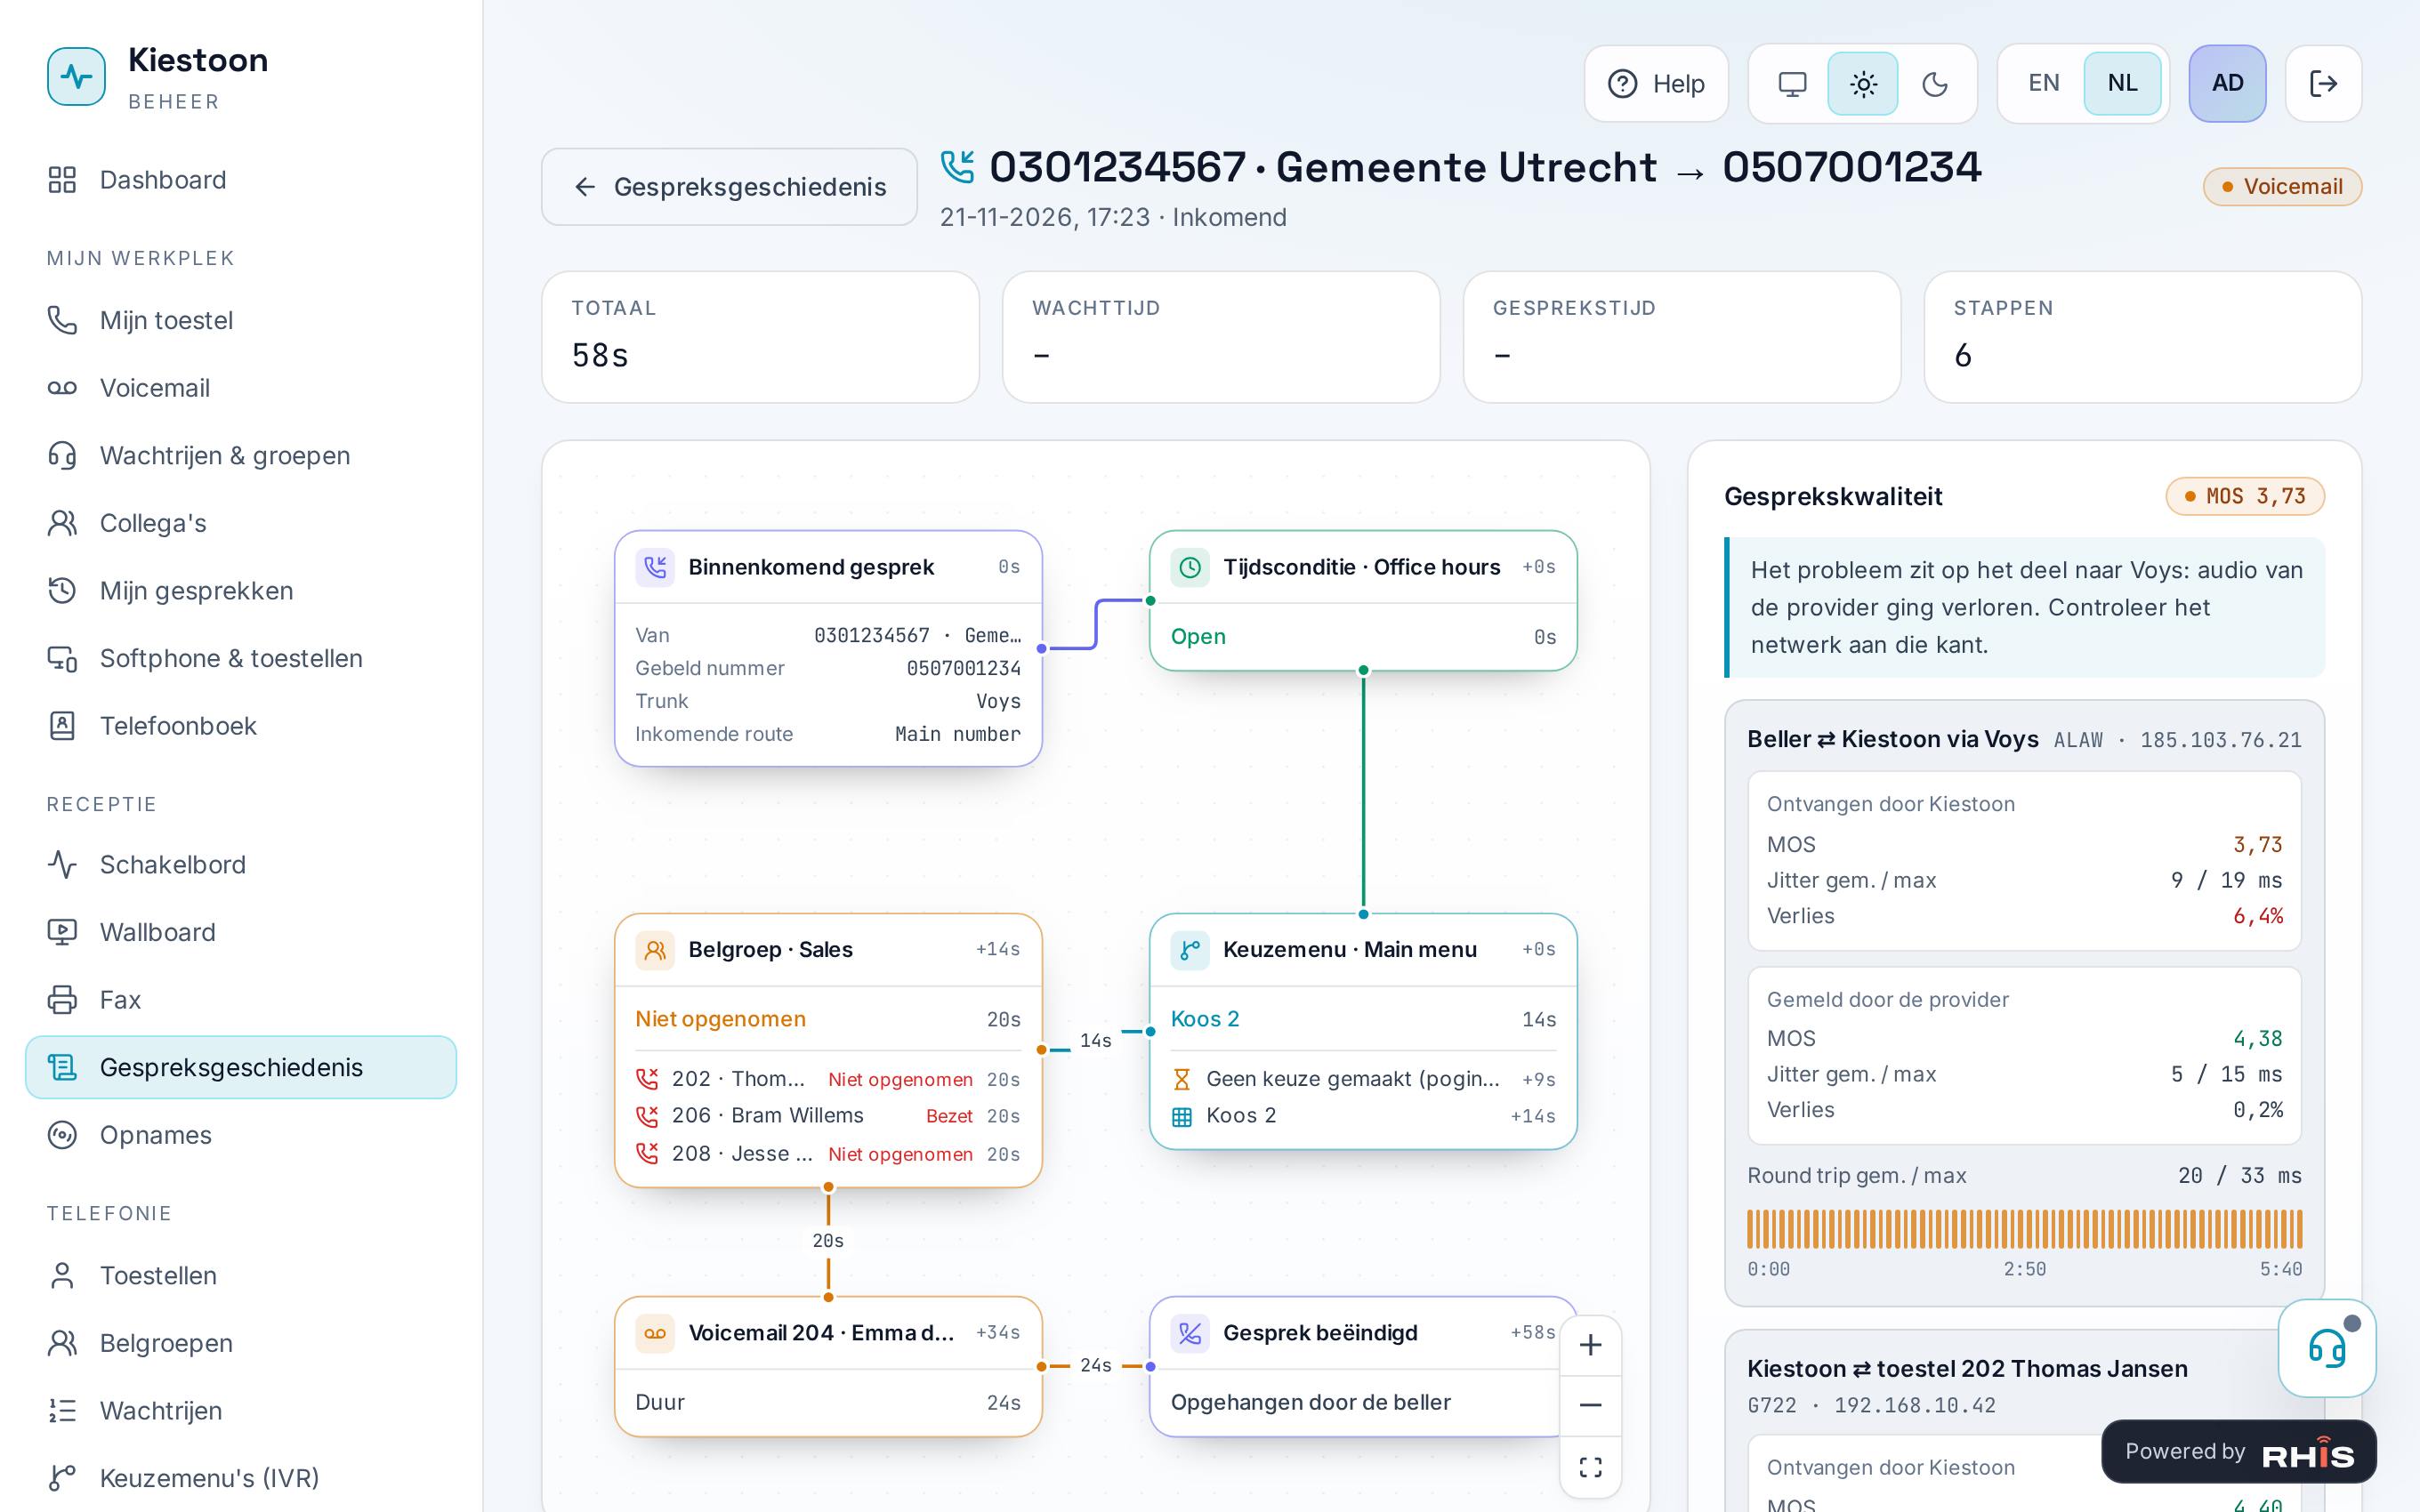 Kiestoon
BEHEER
Dashboard
MIJN WERKPLEK
Mijn toestel
Voicemail
Wachtrijen & groepen
Collega's
Mijn gesprekken
Softphone & toestellen
Telefoonboek
RECEPTIE
Schakelbord
Wallboard
Fax
Gespreksgeschiedenis
Opnames
TELEFONIE
Toestellen
Belgroepen
Wachtrijen
Keuzemenu's (IVR)
Help
EN NL
AD
Gespreksgeschiedenis
0301234567 · Gemeente Utrecht → 0507001234
21-11-2026, 17:23 · Inkomend
Voicemail
TOTAAL
58s
WACHTTIJD
–
GESPREKSTIJD
–
STAPPEN
6
Binnenkomend gesprek 0s
Van 0301234567 · Geme…
Gebeld nummer 0507001234
Trunk Voys
Inkomende route Main number
Tijdsconditie · Office hours +0s
Open 0s
Belgroep · Sales +14s
Niet opgenomen 20s
202 · Thom… Niet opgenomen 20s
206 · Bram Willems Bezet 20s
208 · Jesse … Niet opgenomen 20s
14s
Keuzemenu · Main menu +0s
Koos 2 14s
Geen keuze gemaakt (pogin… +9s
Koos 2 +14s
20s
Voicemail 204 · Emma d… +34s
Duur 24s
24s
Gesprek beëindigd +58s
Opgehangen door de beller
Gesprekskwaliteit MOS 3,73
Het probleem zit op het deel naar Voys: audio van
de provider ging verloren. Controleer het
netwerk aan die kant.
Beller ⇄ Kiestoon via Voys ALAW · 185.103.76.21
Ontvangen door Kiestoon
MOS 3,73
Jitter gem. / max 9 / 19 ms
Verlies 6,4%
Gemeld door de provider
MOS 4,38
Jitter gem. / max 5 / 15 ms
Verlies 0,2%
Round trip gem. / max 20 / 33 ms
0:00 2:50 5:40
Kiestoon ⇄ toestel 202 Thomas Jansen
G722 · 192.168.10.42
Ontvangen door Kiestoon
MOS 4,40
Powered by RHIS